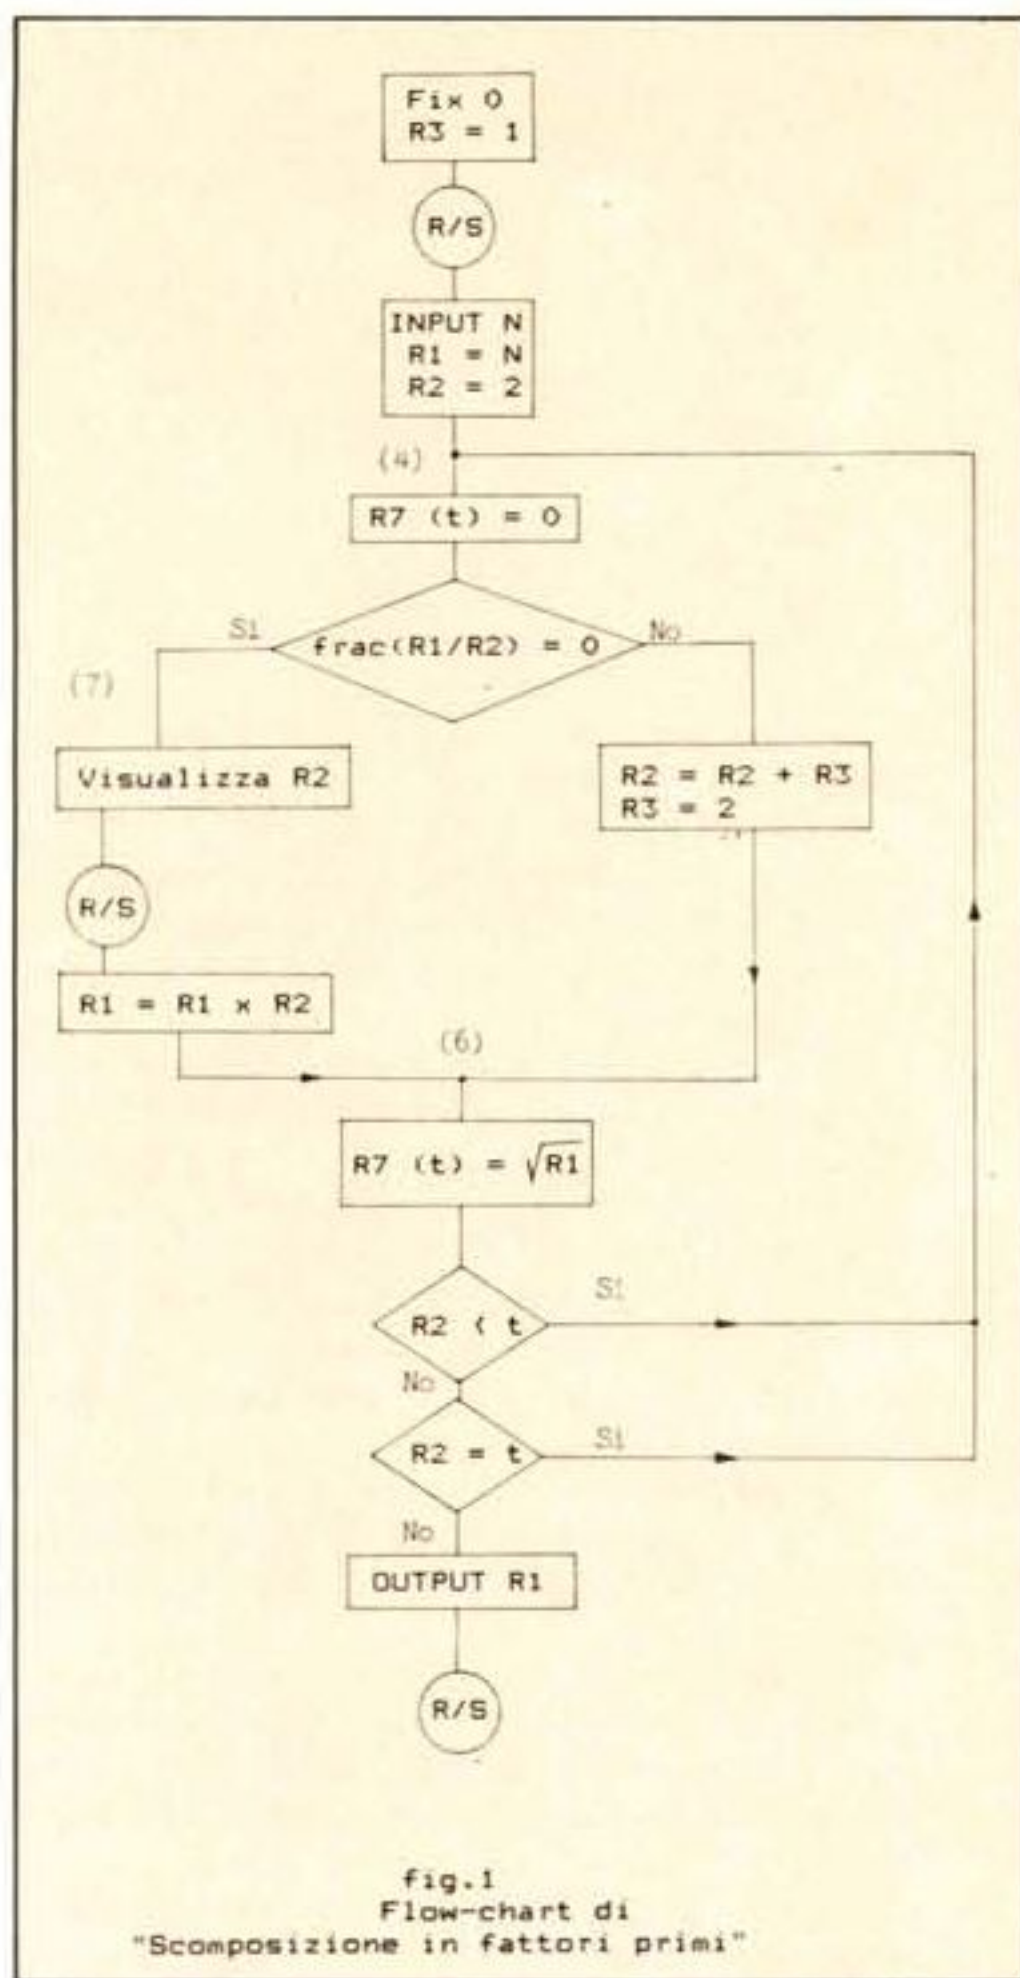 Fix 0
R3 = 1
R/S
INPUT N
R1 = N
R2 = 2
(4)
R7 (t) = 0
frac(R1/R2) = 0
Si
No
(7)
Visualizza R2
R2 = R2 + R3
R3 = 2
R/S
R1 = R1 x R2
(6)
R7 (t) = √R1
R2 < t
Si
No
R2 = t
Si
No
OUTPUT R1
R/S
fig.1
Flow-chart di
"Scomposizione in fattori primi"